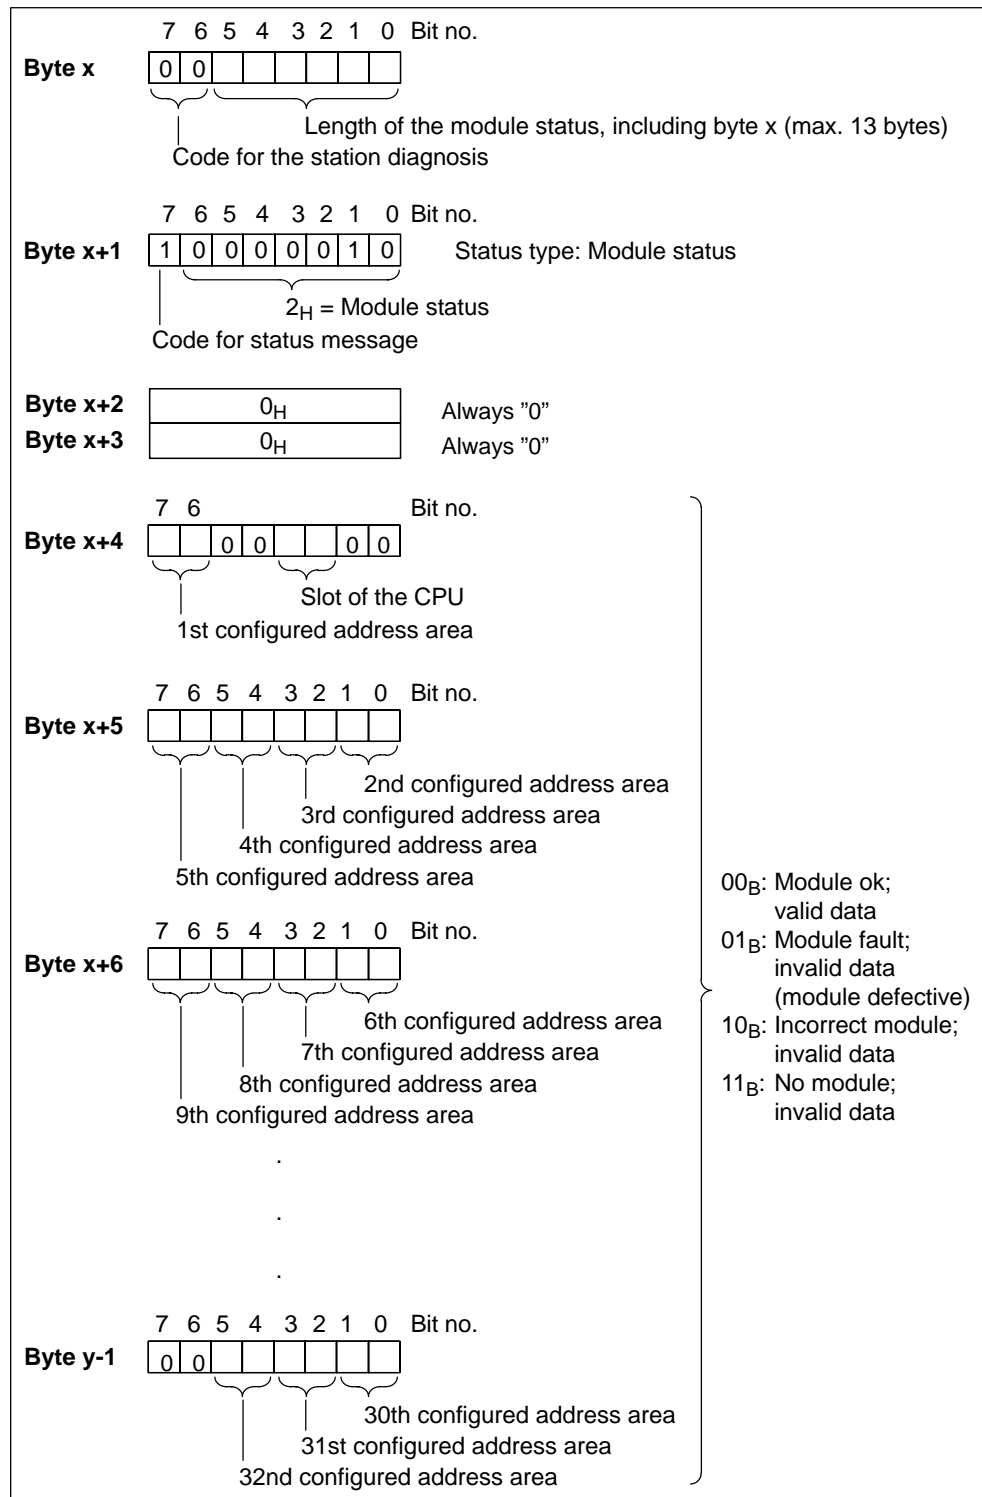 7 6 5 4 3 2 1 0 Bit no.
Byte x 0 0
Length of the module status, including byte x (max. 13 bytes)
Code for the station diagnosis
7 6 5 4 3 2 1 0 Bit no.
Byte x+1 1 0 0 0 0 0 1 0 Status type: Module status
2H = Module status
Code for status message
Byte x+2 0H Always ”0”
Byte x+3 0H Always ”0”
7 6 Bit no.
Byte x+4 0 0 0 0
Slot of the CPU
1st configured address area
7 6 5 4 3 2 1 0 Bit no.
Byte x+5
2nd configured address area
3rd configured address area
4th configured address area
5th configured address area
7 6 5 4 3 2 1 0 Bit no.
Byte x+6
6th configured address area
7th configured address area
8th configured address area
9th configured address area
.
.
.
7 6 5 4 3 2 1 0 Bit no.
Byte y-1 0 0
30th configured address area
31st configured address area
32nd configured address area
00B: Module ok;
valid data
01B: Module fault;
invalid data
(module defective)
10B: Incorrect module;
invalid data
11B: No module;
invalid data